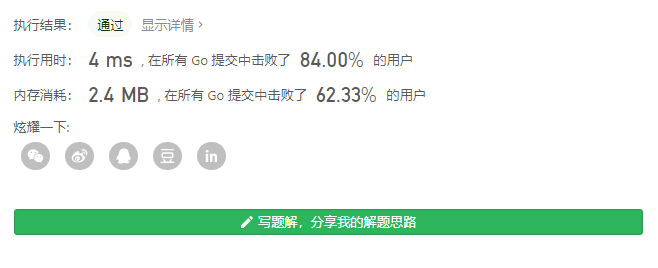 执行结果： 通过 显示详情 ›
执行用时： 4 ms , 在所有 Go 提交中击败了 84.00% 的用户
内存消耗： 2.4 MB , 在所有 Go 提交中击败了 62.33% 的用户
炫耀一下:
豆 in
写题解，分享我的解题思路